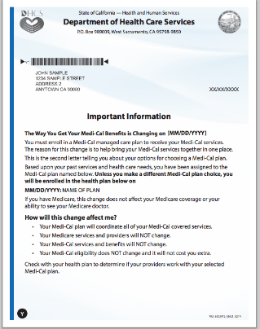 DHCS
State of California — Health and Human Services
Department of Health Care Services
P.O. Box 989009, West Sacramento, CA 95798-9850
JOHN SAMPLE
1234 SAMPLE STREET
ADDRESS 2
ANYTOWN CA 90000
XX/XX/XXXX
Important Information
The Way You Get Your Medi-Cal Benefits is Changing on [MM/DD/YYYY]
You must enroll in a Medi-Cal managed care plan to receive your Medi-Cal services.
The reason for this change is to help bring your Medi-Cal services together in one place.
This is the second letter telling you about your options for choosing a Medi-Cal plan.
Based upon your past services and health care needs, you have been assigned to the
Medi-Cal plan named below. Unless you make a different Medi-Cal plan choice, you
will be enrolled in the health plan below on
MM/DD/YYYY: NAME OF PLAN
If you have Medicare, this change does not affect your Medicare coverage or your
ability to see your Medicare doctor.
How will this change affect me?
• Your Medi-Cal plan will coordinate all of your Medi-Cal covered services.
• Your Medicare services and providers will NOT change.
• Your Medi-Cal services and benefits will NOT change.
• Your Medi-Cal eligibility does NOT change and it will not cost you extra.
Check with your health plan to determine if your providers work with your selected
Medi-Cal plan.
Y